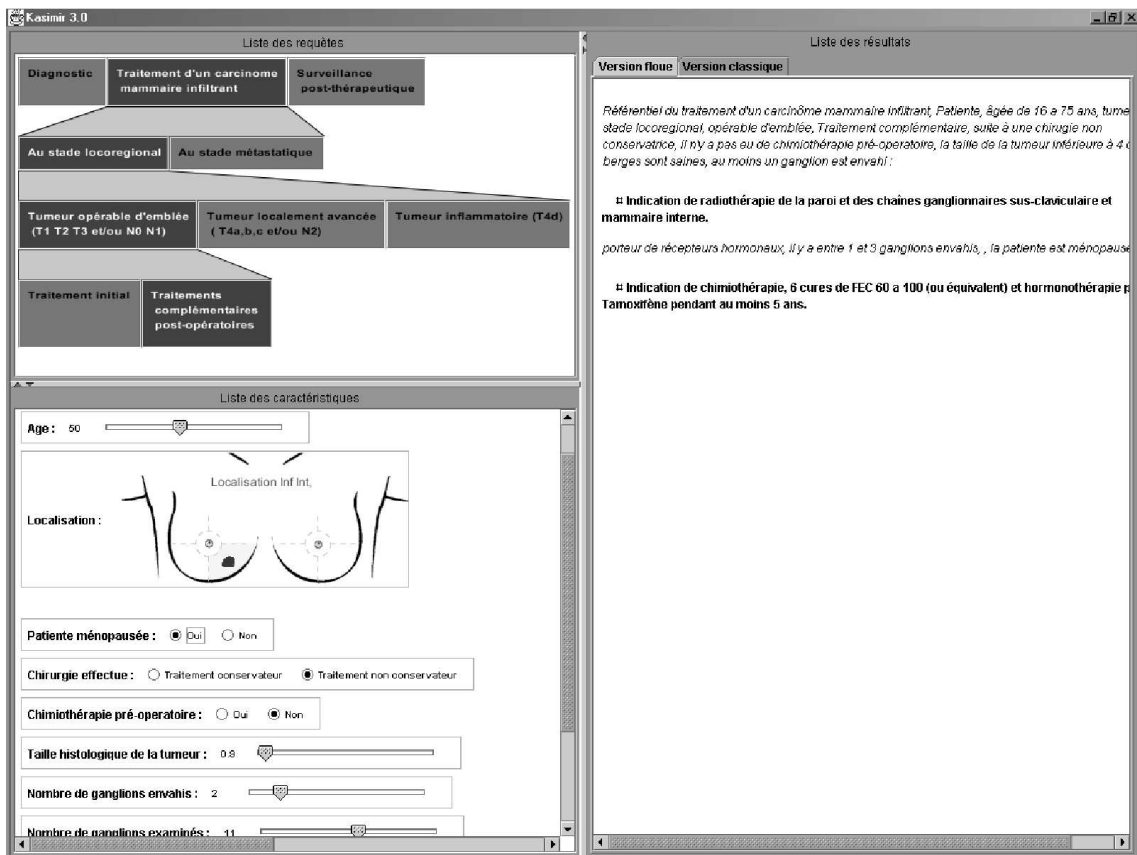 Kasimir 3.0
Liste des requètes
Diagnostic
Traitement d'un carcinome
mammaire infiltrant
Surveillance
post-thérapeutique
Au stade locoregional
Au stade métastatique
Tumeur opérable d'emblée
(T1 T2 T3 et/ou N0 N1)
Tumeur localement avancée
( T4a,b,c et/ou N2)
Tumeur inflammatoire (T4d)
Traitement initial
Traitements
complémentaires
post-opératoires
Liste des caractéristiques
Age : 50
Localisation Inf Int,
Localisation :
Patiente ménopausée : Oui Non
Chirurgie effectue : Traitement conservateur Traitement non conservateur
Chimiothérapie pré-operatoire : Oui Non
Taille histologique de la tumeur : 0.9
Nombre de ganglions envahis : 2
Nombre de ganglions examinés : 11
Liste des résultats
Version floue Version classique
Référentiel du traitement d'un carcinôme mammaire infiltrant, Patiente, âgée de 16 a 75 ans, tume
stade locoregional, opérable d'emblée, Traitement complémentaire, suite à une chirugie non
conservatrice, il n'y a pas eu de chimiothérapie pré-operatoire, la taille de la tumeur inférieure à 4 c
berges sont saines, au moins un ganglion est envahi :
¤ Indication de radiothérapie de la paroi et des chaînes ganglionnaires sus-claviculaire et
mammaire interne.
porteur de récepteurs hormonaux, il y a entre 1 et 3 ganglions envahis, , la patiente est ménopausé
¤ Indication de chimiothérapie, 6 cures de FEC 60 a 100 (ou équivalent) et hormonothérapie p
Tamoxifène pendant au moins 5 ans.